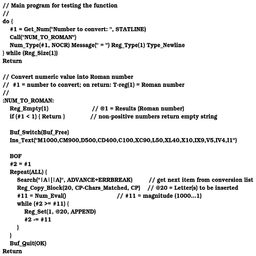 // Main program for testing the function
//
do {
#1 = Get_Num("Number to convert: ", STATLINE)
Call("NUM_TO_ROMAN")
Num_Type(#1, NOCR) Message(" = ") Reg_Type(1) Type_Newline
} while (Reg_Size(1))
Return
// Convert numeric value into Roman number
// #1 = number to convert; on return: T-reg(1) = Roman number
//
:NUM_TO_ROMAN:
Reg_Empty(1) // @1 = Results (Roman number)
if (#1 < 1) { Return } // non-positive numbers return empty string
Buf_Switch(Buf_Free)
Ins_Text("M1000,CM900,D500,CD400,C100,XC90,L50,XL40,X10,IX9,V5,IV4,I1")
BOF
#2 = #1
Repeat(ALL) {
Search("|A|[|A]", ADVANCE+ERRBREAK) // get next item from conversion list
Reg_Copy_Block(20, CP-Chars_Matched, CP) // @20 = Letter(s) to be inserted
#11 = Num_Eval() // #11 = magnitude (1000...1)
while (#2 >= #11) {
Reg_Set(1, @20, APPEND)
#2 -= #11
}
}
Buf_Quit(OK)
Return